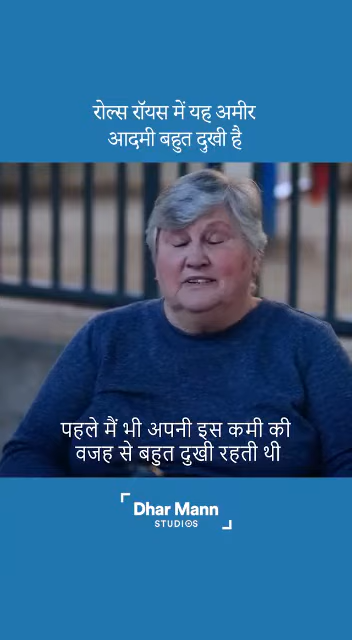 रोल्स रॉयस में यह अमीर
आदमी बहुत दुखी है
पहले मैं भी अपनी इस कमी की
वजह से बहुत दुखी रहती थी
Dhar Mann
STUDIOS